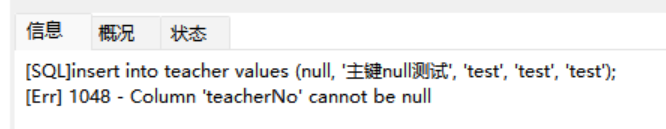 信息 概况 状态
[SQL]insert into teacher values (null, '主键null测试', 'test', 'test', 'test');
[Err] 1048 - Column 'teacherNo' cannot be null